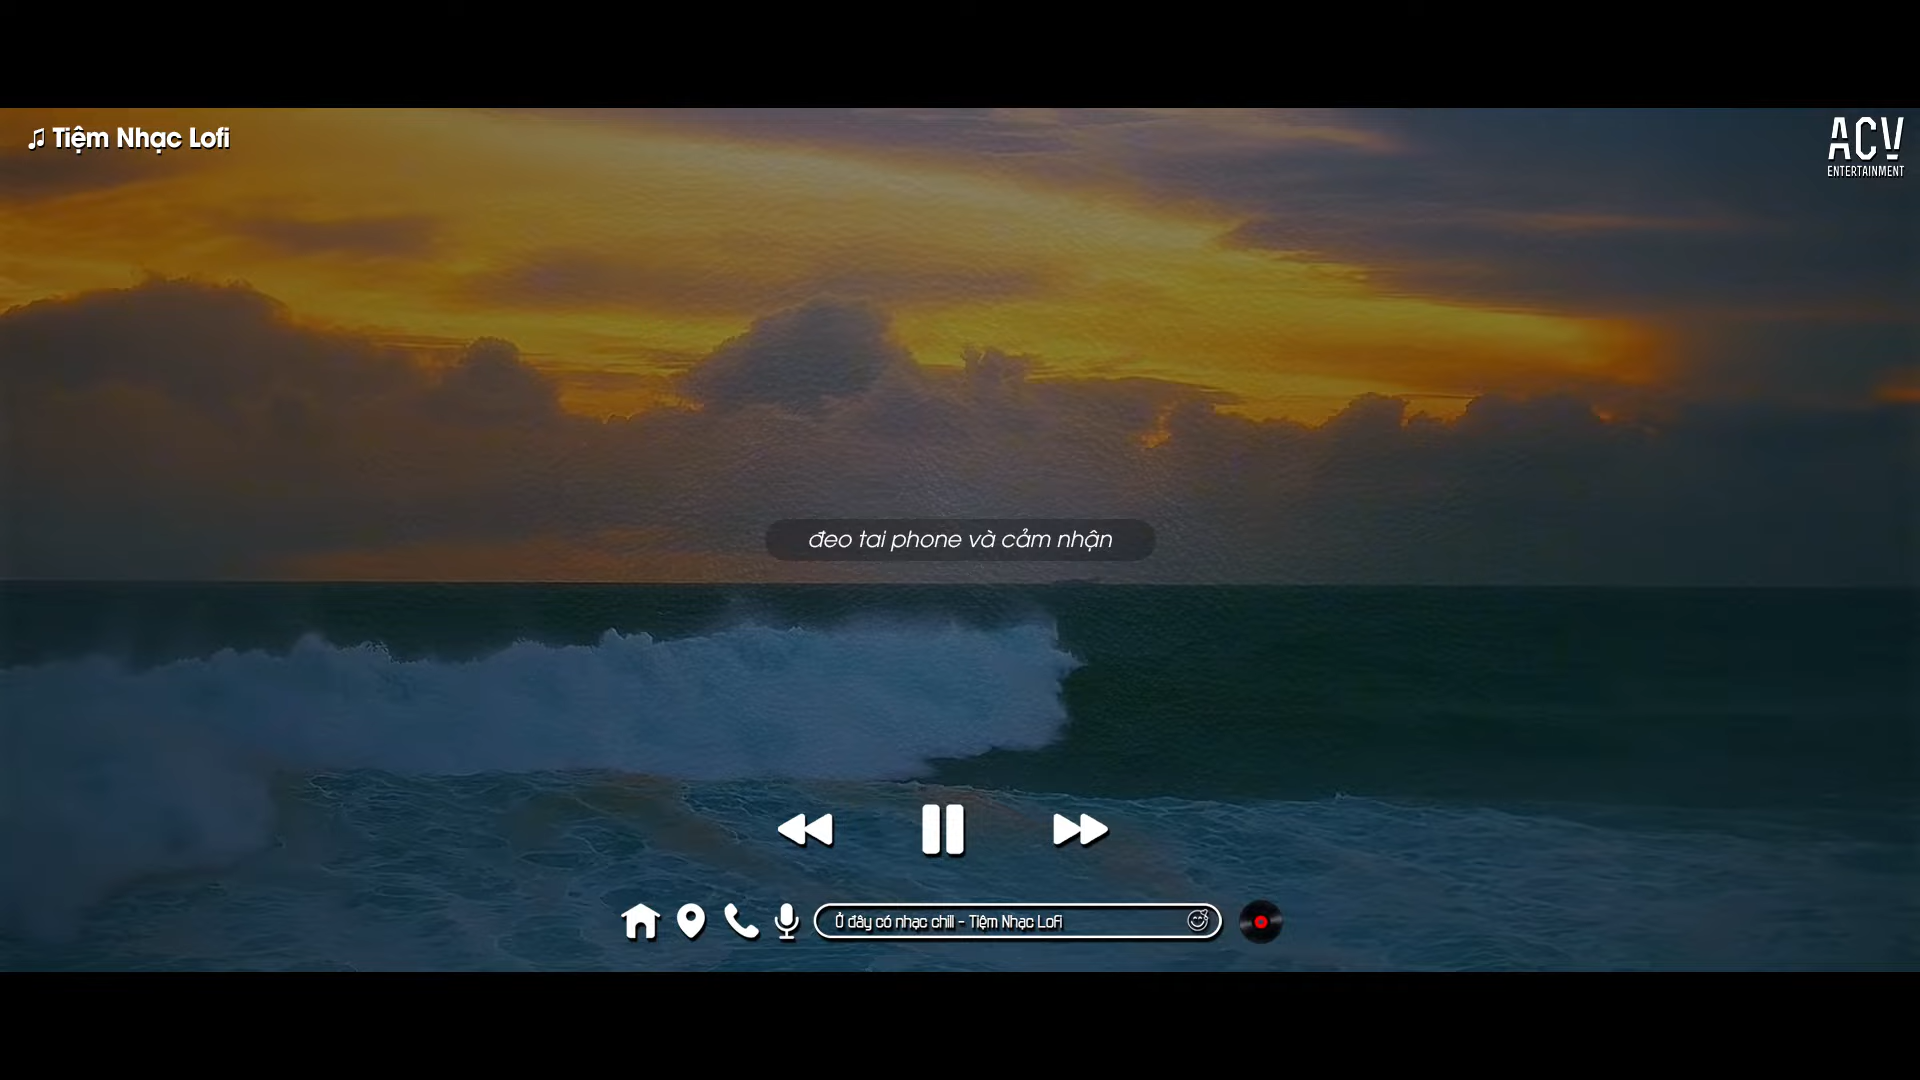 ♫ Tiệm Nhạc Lofi
ACV
ENTERTAINMENT
đeo tai phone và cảm nhận
Ở đây có nhạc chill - Tiệm Nhạc Lofi